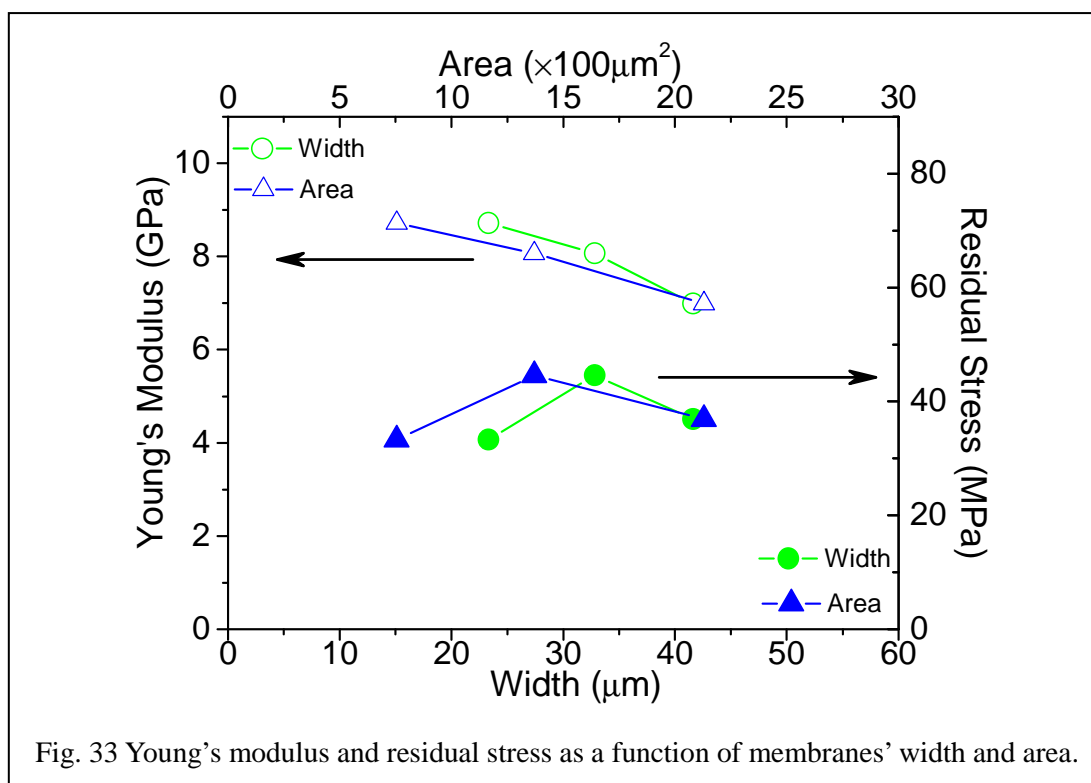 Area (×100μm²)
0 5 10 15 20 25 30
Width
Area
Young's Modulus (GPa)
10
8
6
4
2
0
80
60
40
20
0
Residual Stress (MPa)
Width
Area
0 10 20 30 40 50 60
Width (μm)
Fig. 33 Young’s modulus and residual stress as a function of membranes’ width and area.